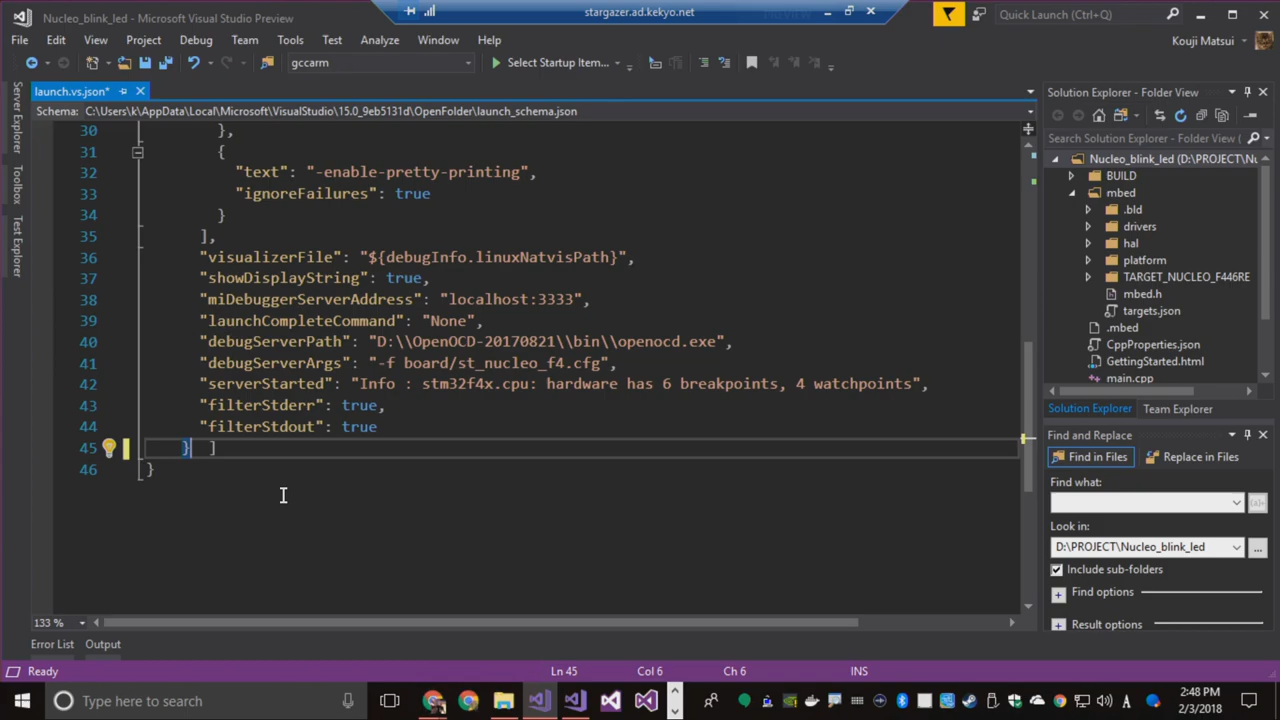 Nucleo_blink_led - Microsoft Visual Studio Preview
stargazer.ad.kekyo.net
Quick Launch (Ctrl+Q)
File Edit View Project Debug Team Tools Test Analyze Window Help
Kouji Matsui
gccarm
Select Startup Item...
launch.vs.json*
Schema: C:\Users\k\AppData\Local\Microsoft\VisualStudio\15.0_9eb5131d\OpenFolder\launch_schema.json
Server Explorer
Toolbox
Test Explorer
30 },
31 {
32 "text": "-enable-pretty-printing",
33 "ignoreFailures": true
34 }
35 ],
36 "visualizerFile": "${debugInfo.linuxNatvisPath}",
37 "showDisplayString": true,
38 "miDebuggerServerAddress": "localhost:3333",
39 "launchCompleteCommand": "None",
40 "debugServerPath": "D:\\OpenOCD-20170821\\bin\\openocd.exe",
41 "debugServerArgs": "-f board/st_nucleo_f4.cfg",
42 "serverStarted": "Info : stm32f4x.cpu: hardware has 6 breakpoints, 4 watchpoints",
43 "filterStderr": true,
44 "filterStdout": true
45 } ]
46 }
133 %
Solution Explorer - Folder View
Search Solution Explorer - Folder View
Nucleo_blink_led (D:\PROJECT\Nu
BUILD
mbed
.bld
drivers
hal
platform
TARGET_NUCLEO_F446RE
mbed.h
targets.json
.mbed
CppProperties.json
GettingStarted.html
main.cpp
Solution Explorer Team Explorer
Find and Replace
Find in Files Replace in Files
Find what:
Look in:
D:\PROJECT\Nucleo_blink_led
...
Include sub-folders
Find options
Result options
Error List Output
Ready
Ln 45 Col 6 Ch 6 INS
Type here to search
2:48 PM
2/3/2018